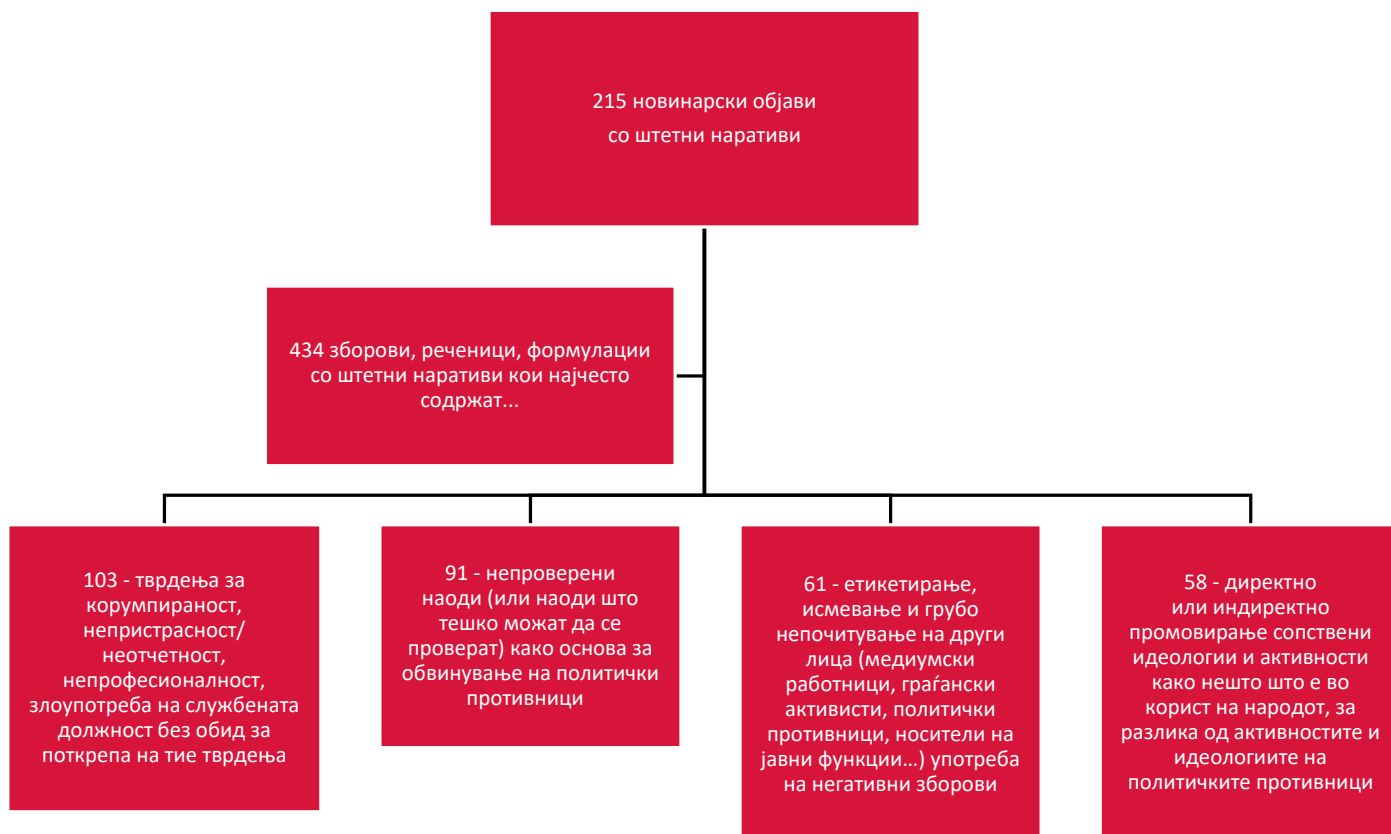 215 новинарски објави
со штетни наративи
434 зборови, реченици, формулации
со штетни наративи кои најчесто
содржат...
103 - тврдења за
корумпираност,
непристрасност/
неотчетност,
непрофесионалност,
злоупотреба на службената
должност без обид за
поткрепа на тие тврдења
91 - непроверени
наоди (или наоди што
тешко можат да се
проверат) како основа за
обвинување на политички
противници
61 - етикетирање,
исмевање и грубо
непочитување на други
лица (медиумски
работници, граѓански
активисти, политички
противници, носители на
јавни функции...) употреба
на негативни зборови
58 - директно
или индиректно
промовирање сопствени
идеологии и активности
како нешто што е во
корист на народот, за
разлика од активностите и
идеологиите на
политичките противници